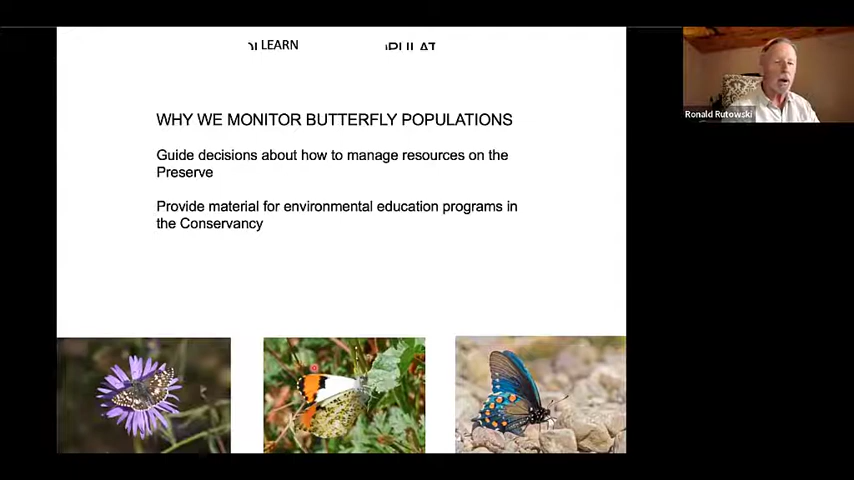 LEARN
WHY WE MONITOR BUTTERFLY POPULATIONS
Guide decisions about how to manage resources on the
Preserve
Provide material for environmental education programs in
the Conservancy
Ronald Rutowski